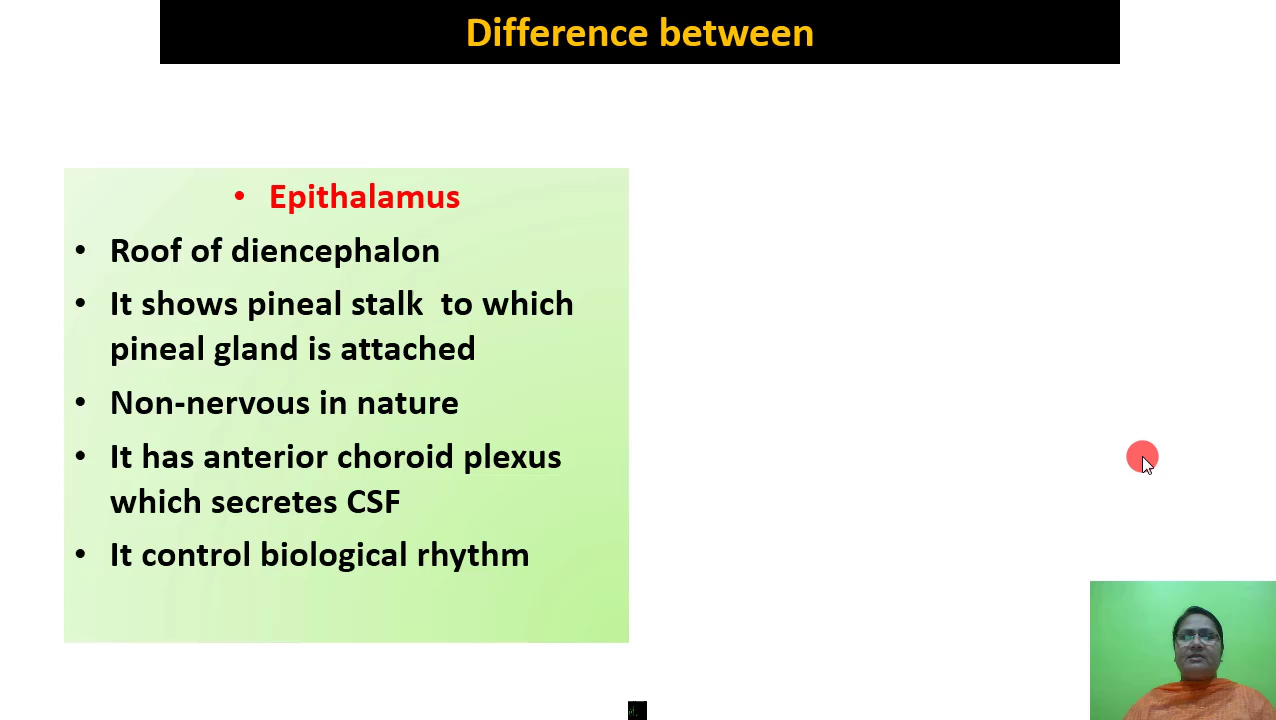 Difference between
• Epithalamus
• Roof of diencephalon
• It shows pineal stalk to which
pineal gland is attached
• Non-nervous in nature
• It has anterior choroid plexus
which secretes CSF
• It control biological rhythm